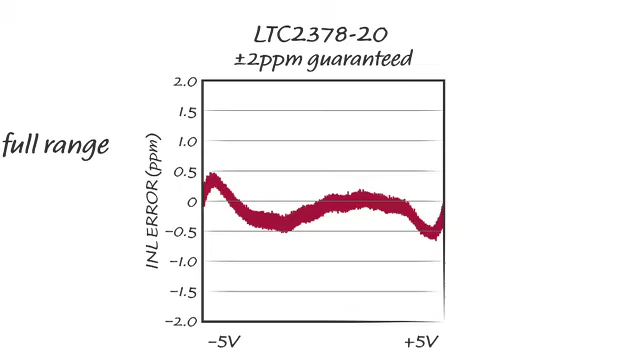 LTC2378-20
±2ppm guaranteed
full range
INL ERROR (ppm)
2.0
1.5
1.0
0.5
0
-0.5
-1.0
-1.5
-2.0
-5V
+5V